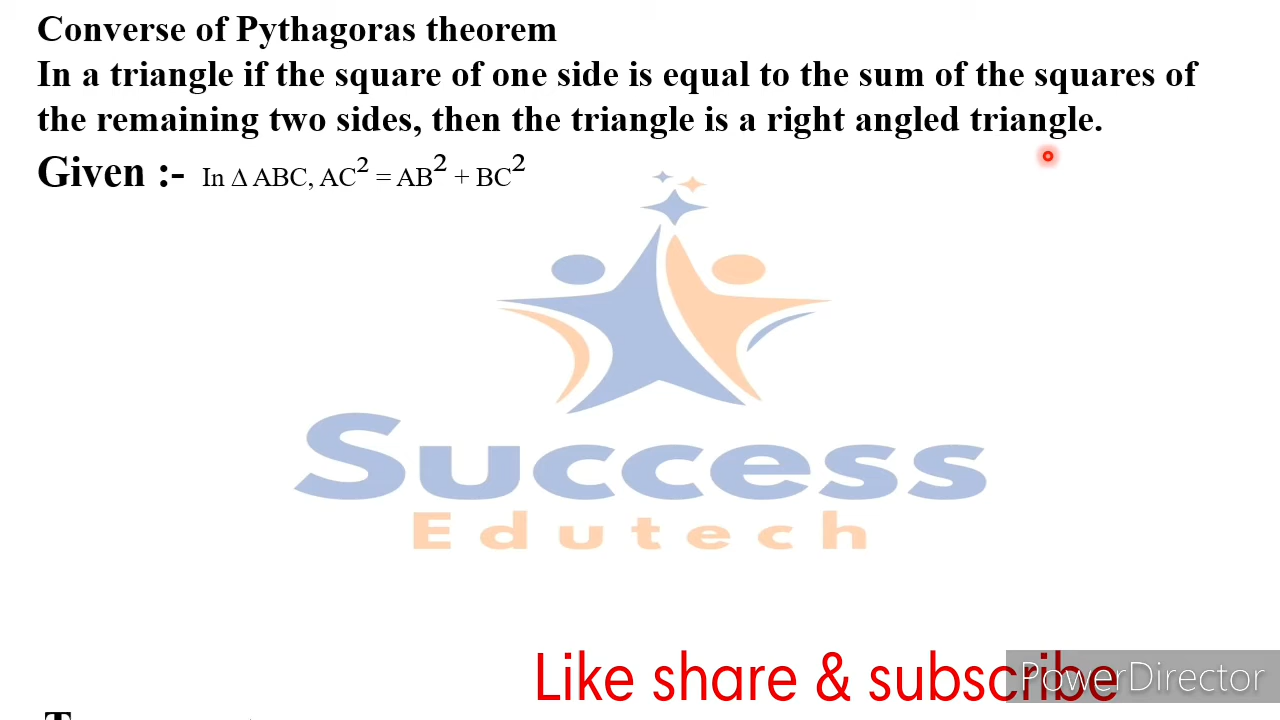 Converse of Pythagoras theorem
In a triangle if the square of one side is equal to the sum of the squares of
the remaining two sides, then the triangle is a right angled triangle.
Given :- In Δ ABC, AC² = AB² + BC²
Success
Edutech
Like share & subscribe
PowerDirector